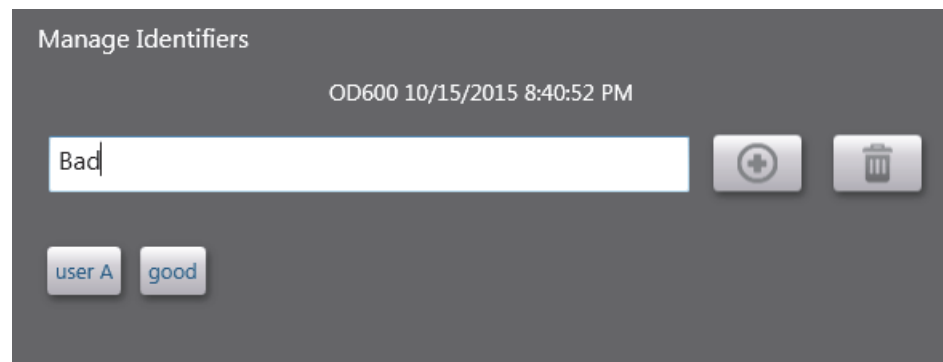 Manage Identifiers
OD600 10/15/2015 8:40:52 PM
Bad
user A good